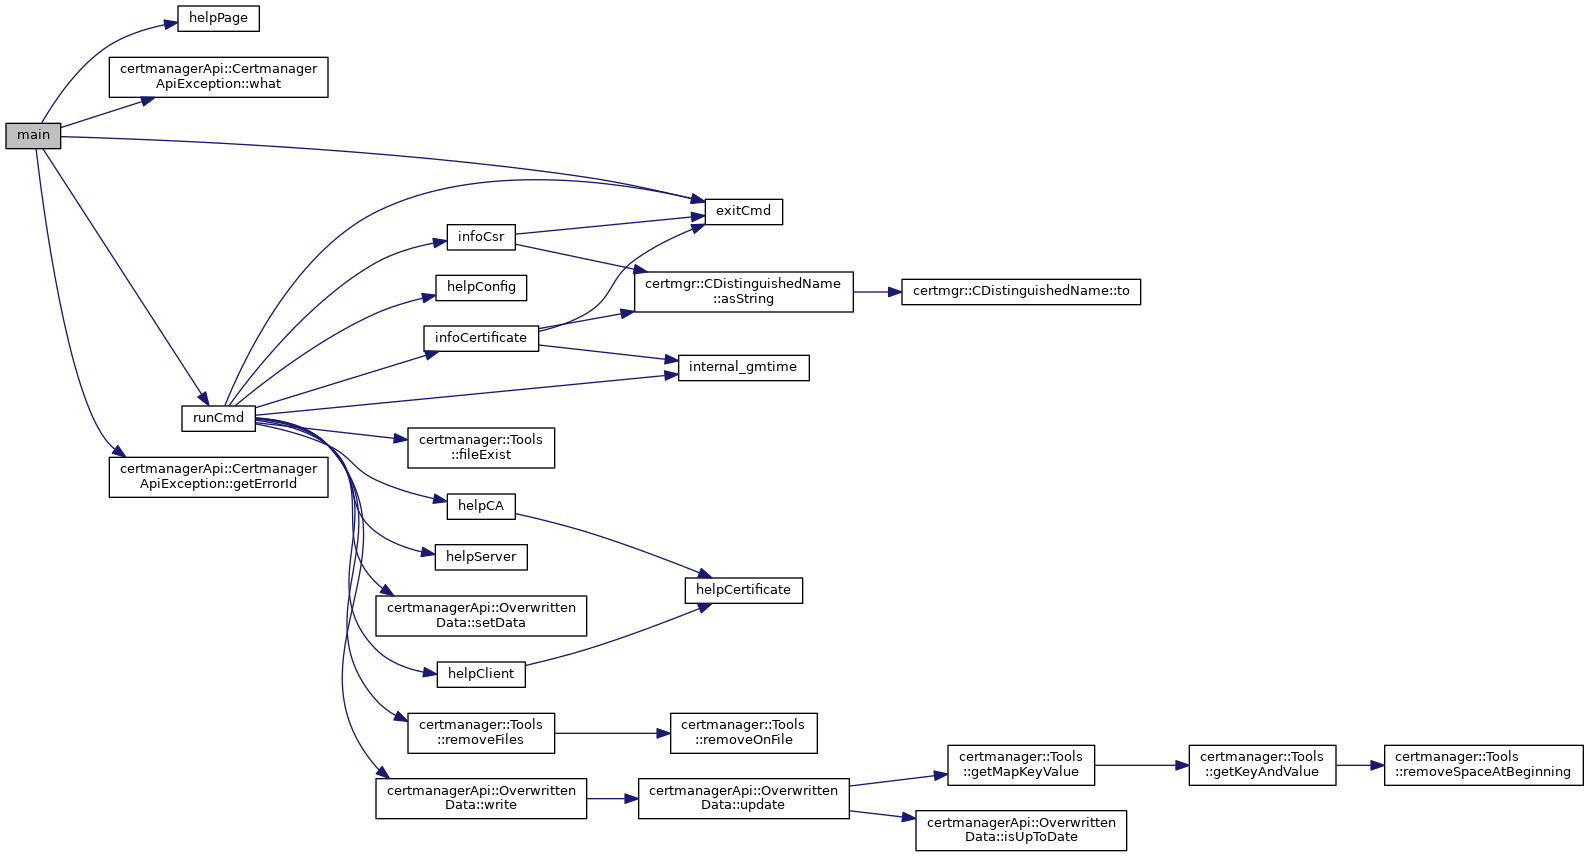 helpPage
certmanagerApi::Certmanager
ApiException::what
main
exitCmd
infoCsr
certmgr::CDistinguishedName
::asString
certmgr::CDistinguishedName::to
helpConfig
infoCertificate
internal_gmtime
runCmd
certmanager::Tools
::fileExist
certmanagerApi::Certmanager
ApiException::getErrorId
helpCA
helpServer
helpCertificate
certmanagerApi::Overwritten
Data::setData
helpClient
certmanager::Tools
::removeFiles
certmanager::Tools
::removeOnFile
certmanager::Tools
::getMapKeyValue
certmanager::Tools
::getKeyAndValue
certmanager::Tools
::removeSpaceAtBeginning
certmanagerApi::Overwritten
Data::write
certmanagerApi::Overwritten
Data::update
certmanagerApi::Overwritten
Data::isUpToDate